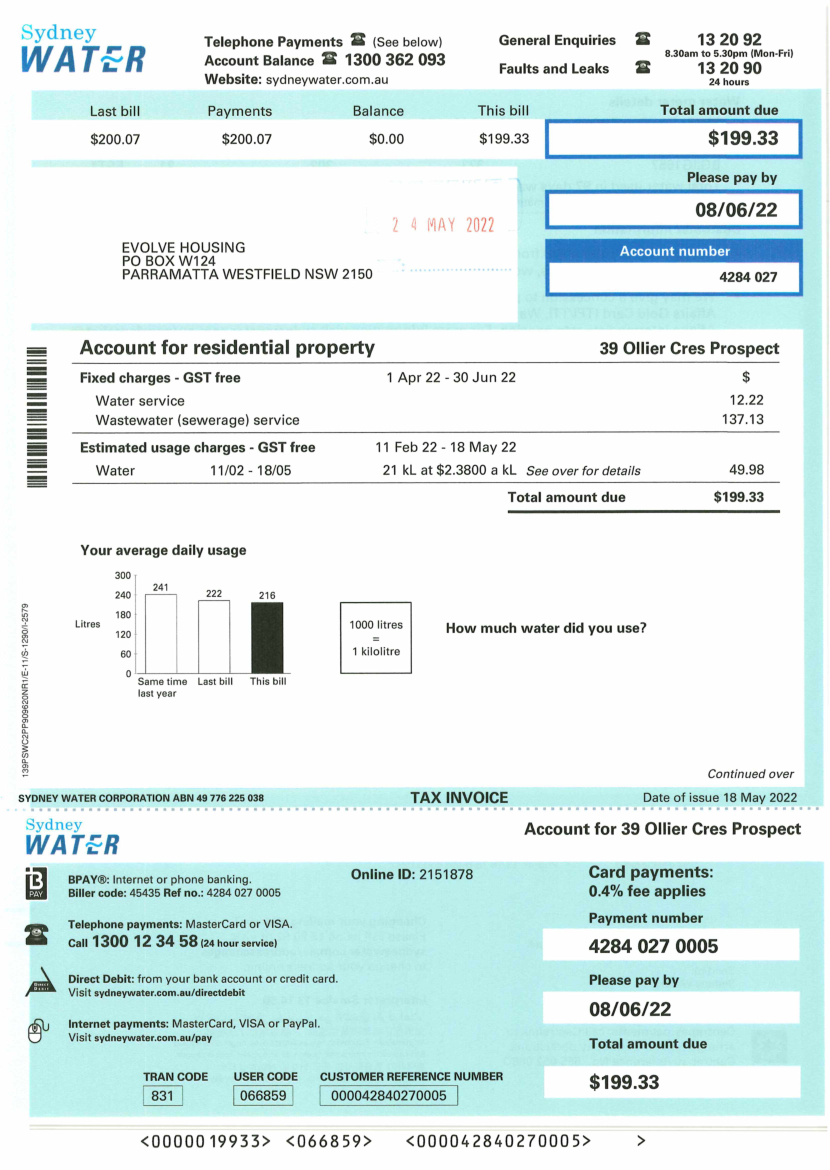 Sydney
WATER
Telephone Payments ☎ (See below)
Account Balance ☎ 1300 362 093
Website: sydneywater.com.au
General Enquiries ☎ 13 20 92
8.30am to 5.30pm (Mon-Fri)
Faults and Leaks ☎ 13 20 90
24 hours
Last bill Payments Balance This bill Total amount due
$200.07 $200.07 $0.00 $199.33 $199.33
Please pay by
08/06/22
24 MAY 2022
Account number
4284 027
EVOLVE HOUSING
PO BOX W124
PARRAMATTA WESTFIELD NSW 2150
Account for residential property 39 Ollier Cres Prospect
Fixed charges - GST free 1 Apr 22 - 30 Jun 22 $
Water service 12.22
Wastewater (sewerage) service 137.13
Estimated usage charges - GST free 11 Feb 22 - 18 May 22
Water 11/02 - 18/05 21 kL at $2.3800 a kL See over for details 49.98
Total amount due $199.33
Your average daily usage
300
240
180
120
60
0
Litres
241 222 216
Same time last year
Last bill
This bill
1000 litres
=
1 kilolitre
How much water did you use?
139PSWC2PP909620NR1/E-11/S-1290/I-2579
Continued over
SYDNEY WATER CORPORATION ABN 49 776 225 038 TAX INVOICE Date of issue 18 May 2022
Sydney
WATER
Account for 39 Ollier Cres Prospect
B
PAY
BPAY®: Internet or phone banking.
Biller code: 45435 Ref no.: 4284 027 0005
Online ID: 2151878
Telephone payments: MasterCard or VISA.
Call 1300 12 34 58 (24 hour service)
DIRECT
DEBIT
Direct Debit: from your bank account or credit card.
Visit sydneywater.com.au/directdebit
Internet payments: MasterCard, VISA or PayPal.
Visit sydneywater.com.au/pay
Card payments:
0.4% fee applies
Payment number
4284 027 0005
Please pay by
08/06/22
Total amount due
$199.33
TRAN CODE USER CODE CUSTOMER REFERENCE NUMBER
831 066859 000042840270005
<0000019933> <066859> <000042840270005> >